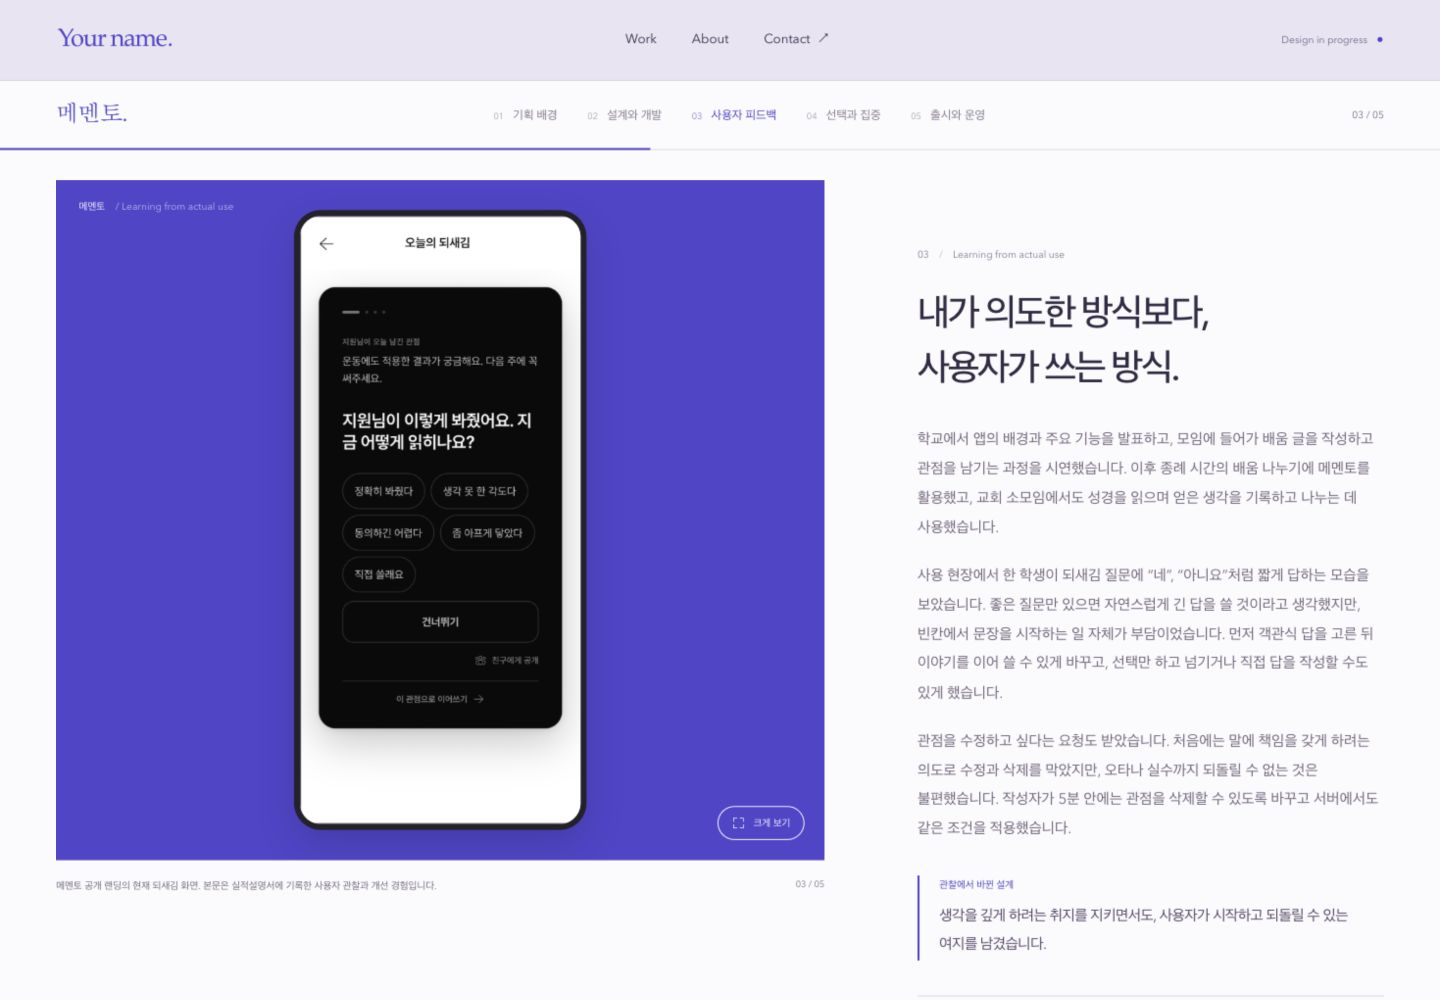 Your name.
Work
About
Contact ↗
Design in progress
메멘토.
01 기획 배경
02 설계와 개발
03 사용자 피드백
04 선택과 집중
05 출시와 운영
03 / 05
메멘토 / Learning from actual use
오늘의 되새김
지원님이 오늘 남긴 관점
운동에도 적용한 결과가 궁금해요. 다음 주에 꼭
써주세요.
지원님이 이렇게 봐줬어요. 지
금 어떻게 읽히나요?
정확히 봐줬다
생각 못 한 각도다
동의하긴 어렵다
좀 아프게 닿았다
직접 쓸래요
건너뛰기
친구에게 공개
이 관점으로 이어쓰기 →
크게 보기
메멘토 공개 랜딩의 현재 되새김 화면. 본문은 실적설명서에 기록한 사용자 관찰과 개선 경험입니다.
03 / 05
03 / Learning from actual use
내가 의도한 방식보다,
사용자가 쓰는 방식.
학교에서 앱의 배경과 주요 기능을 발표하고, 모임에 들어가 배움 글을 작성하고
관점을 남기는 과정을 시연했습니다. 이후 종례 시간의 배움 나누기에 메멘토를
활용했고, 교회 소모임에서도 성경을 읽으며 얻은 생각을 기록하고 나누는 데
사용했습니다.
사용 현장에서 한 학생이 되새김 질문에 “네”, “아니요”처럼 짧게 답하는 모습을
보았습니다. 좋은 질문만 있으면 자연스럽게 긴 답을 쓸 것이라고 생각했지만,
빈칸에서 문장을 시작하는 일 자체가 부담이었습니다. 먼저 객관식 답을 고른 뒤
이야기를 이어 쓸 수 있게 바꾸고, 선택만 하고 넘기거나 직접 답을 작성할 수도
있게 했습니다.
관점을 수정하고 싶다는 요청도 받았습니다. 처음에는 말에 책임을 갖게 하려는
의도로 수정과 삭제를 막았지만, 오타나 실수까지 되돌릴 수 없는 것은
불편했습니다. 작성자가 5분 안에는 관점을 삭제할 수 있도록 바꾸고 서버에서도
같은 조건을 적용했습니다.
관찰에서 바뀐 설계
생각을 깊게 하려는 취지를 지키면서도, 사용자가 시작하고 되돌릴 수 있는
여지를 남겼습니다.